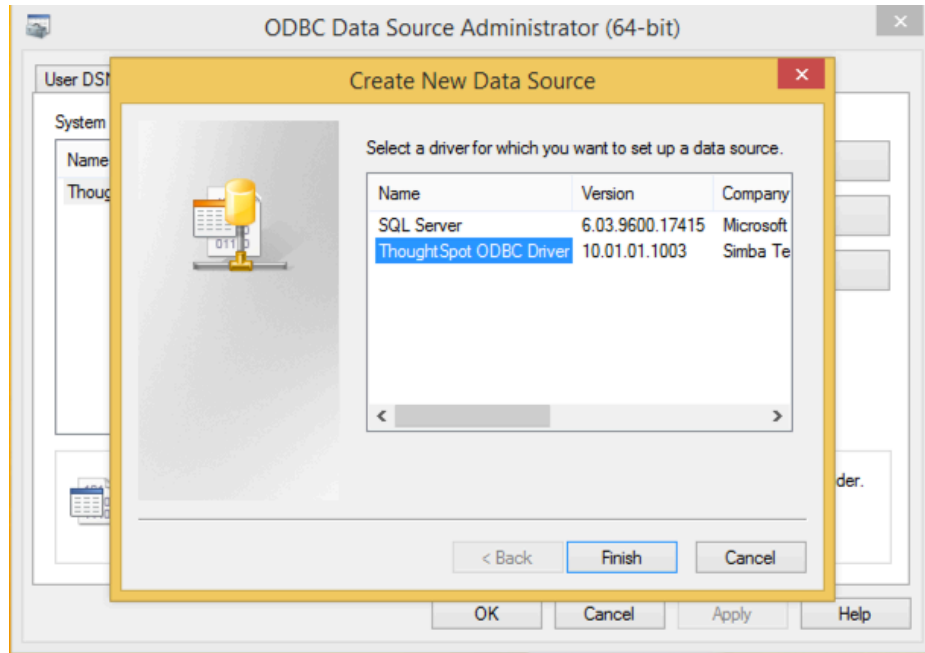 ODBC Data Source Administrator (64-bit)
User DSN
Create New Data Source
System
Name
Thoug
Select a driver for which you want to set up a data source.
Name Version Company
SQL Server 6.03.9600.17415 Microsoft
ThoughtSpot ODBC Driver 10.01.01.1003 Simba Te
der.
< Back Finish Cancel
OK Cancel Apply Help